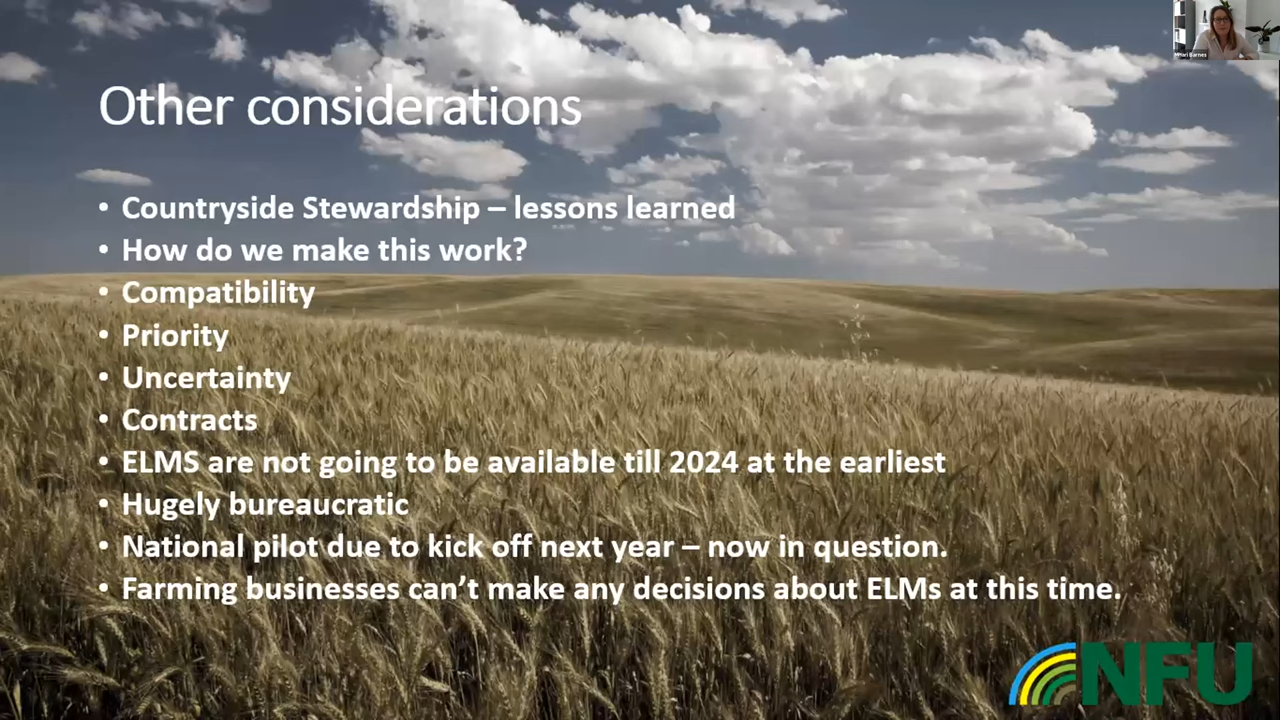 Mhari Barnes
Other considerations
• Countryside Stewardship – lessons learned
• How do we make this work?
• Compatibility
• Priority
• Uncertainty
• Contracts
• ELMS are not going to be available till 2024 at the earliest
• Hugely bureaucratic
• National pilot due to kick off next year – now in question.
• Farming businesses can’t make any decisions about ELMs at this time.
NFU